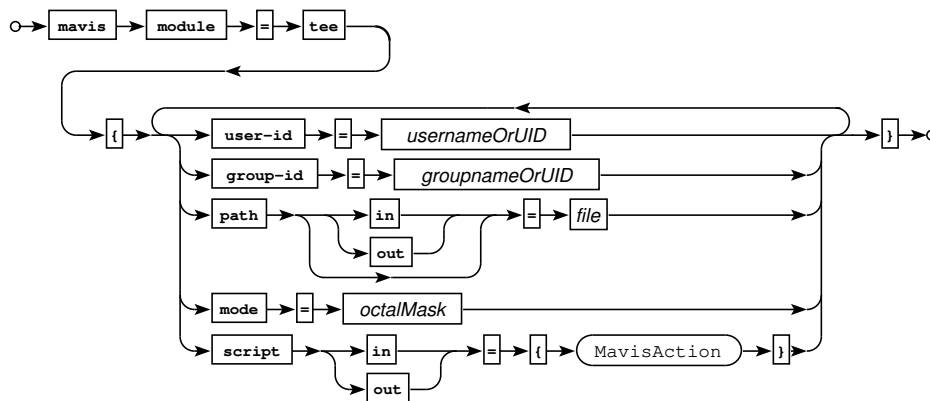 mavis module = tee
{ user-id = usernameOrUID }
group-id = groupnameOrUID
path in = file
out
mode = octalMask
script in = { MavisAction }
out